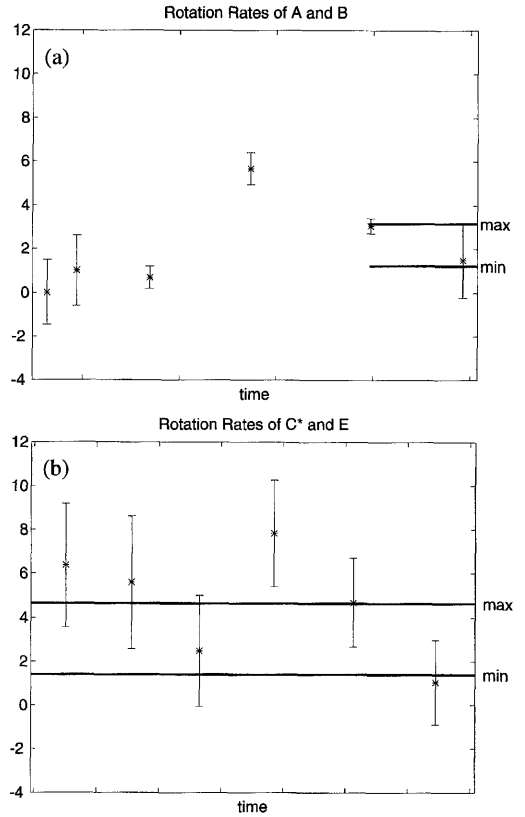 Rotation Rates of A and B
12
(a)
10
8
6
4
max
2
min
0
-2
-4
time
Rotation Rates of C* and E
12
(b)
10
8
6
max
4
2
min
0
-2
-4
time